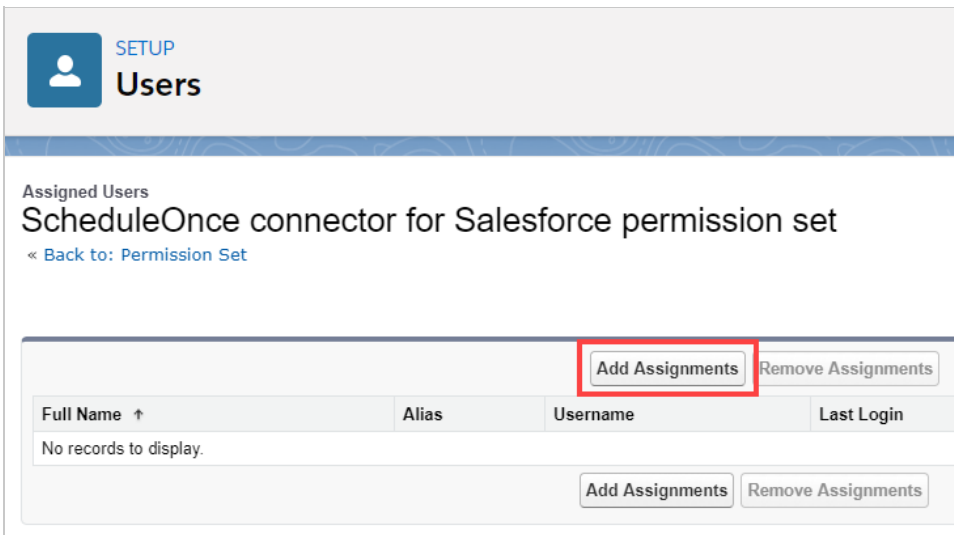 SETUP
Users
Assigned Users
ScheduleOnce connector for Salesforce permission set
« Back to: Permission Set
Add Assignments Remove Assignments
Full Name ↑ Alias Username Last Login
No records to display.
Add Assignments Remove Assignments